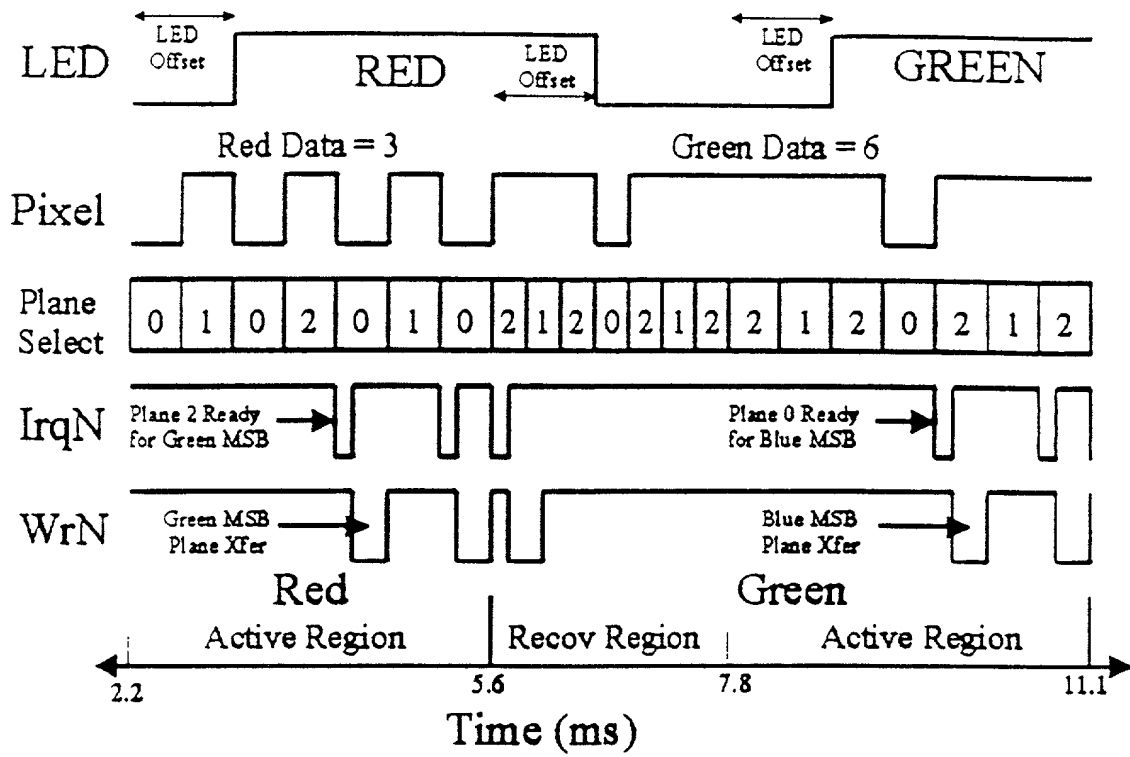 LED
Offset
LED
RED
LED
Offset
LED
Offset
GREEN
Red Data = 3
Green Data = 6
Pixel
Plane
Select
0 1 0 2 0 1 0 2 1 2 0 2 1 2 2 1 2 0 2 1 2
IrqN
Plane 2 Ready
for Green MSB
Plane 0 Ready
for Blue MSB
WrN
Green MSB
Plane Xfer
Blue MSB
Plane Xfer
Red
Green
Active Region
Recov Region
Active Region
2.2
5.6
7.8
11.1
Time (ms)